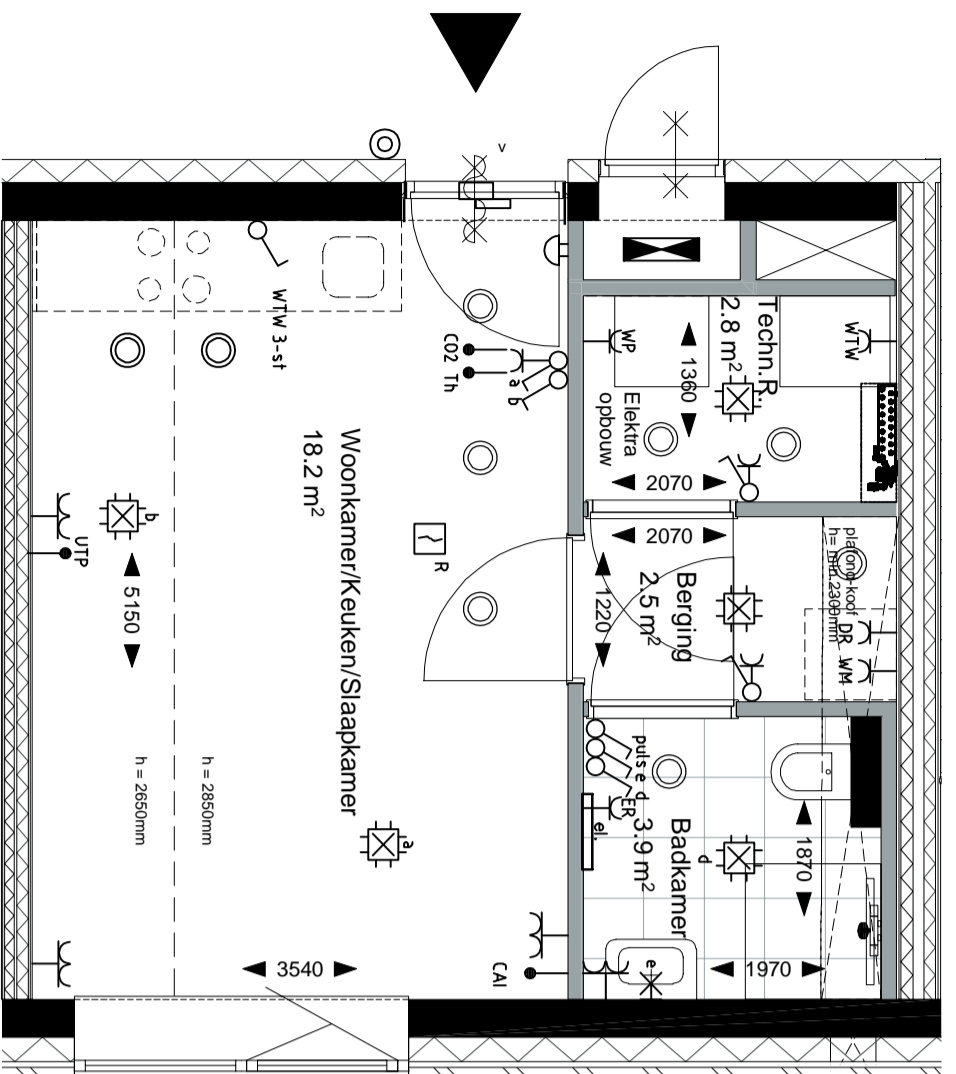 v
WTW 3-st
CO2 Th
a b
WP
WTW
Techn.R.
2.8 m²
1360
Elektra
opbouw
2070
Woonkamer/Keuken/Slaapkamer
18.2 m²
b
UTP
5150
R
2070
Berging
2.5 m²
1220
plafond-koof
h= min.2300mm
DR
WM
h = 2650mm
h = 2850mm
a
puls e d
ER
el.
Badkamer
3.9 m²
d
1870
3540
CAI
e
1970